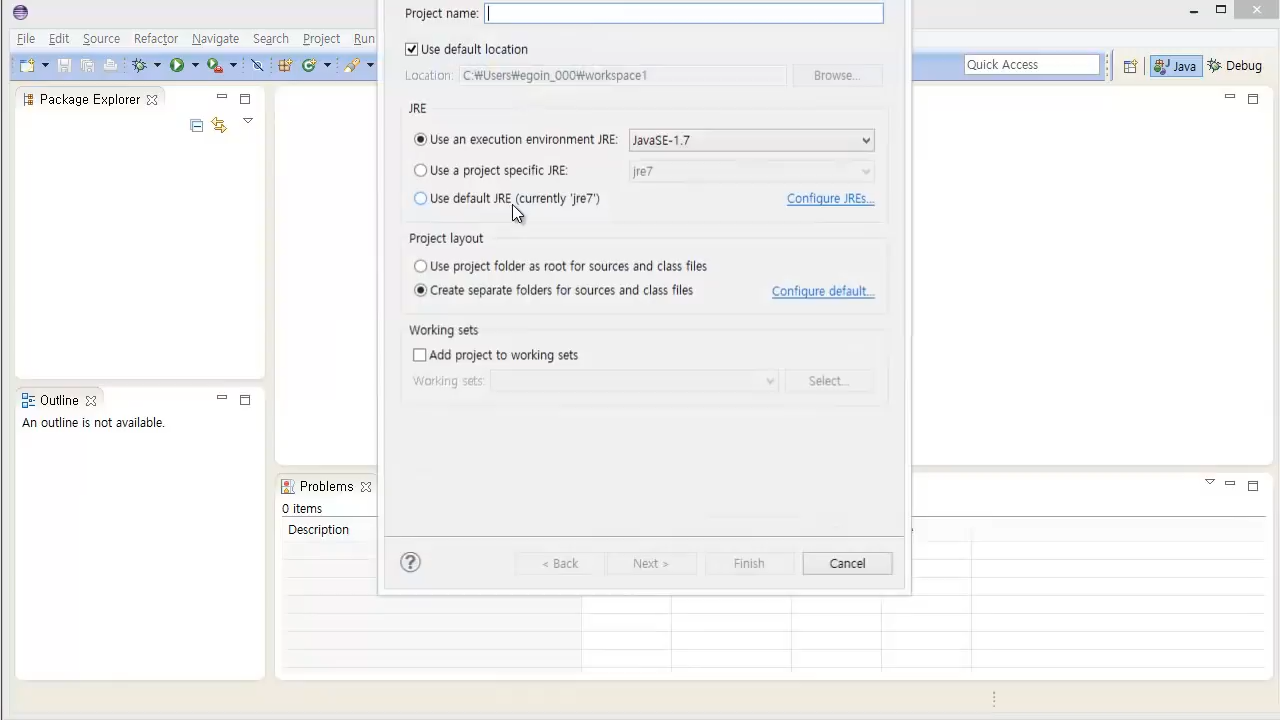 Project name:
File Edit Source Refactor Navigate Search Project Run
Use default location
Location: C:₩Users₩egoin_000₩workspace1 Browse...
Quick Access
Java Debug
Package Explorer
JRE
Use an execution environment JRE: JavaSE-1.7
Use a project specific JRE: jre7
Use default JRE (currently 'jre7') Configure JREs...
Project layout
Use project folder as root for sources and class files
Create separate folders for sources and class files Configure default...
Working sets
Add project to working sets
Working sets: Select...
Outline
An outline is not available.
Problems
0 items
Description
? < Back Next > Finish Cancel